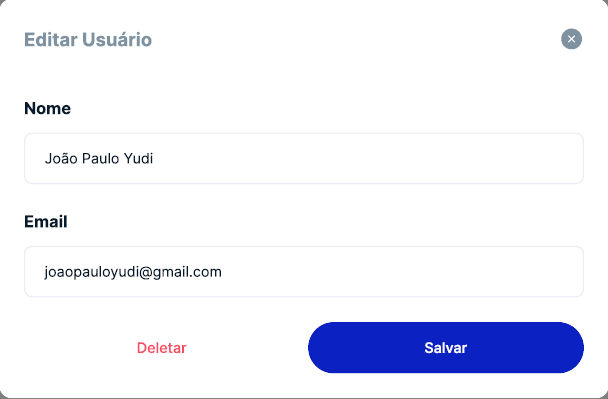 Editar Usuário
Nome
João Paulo Yudi
Email
joaopauloyudi@gmail.com
Deletar
Salvar